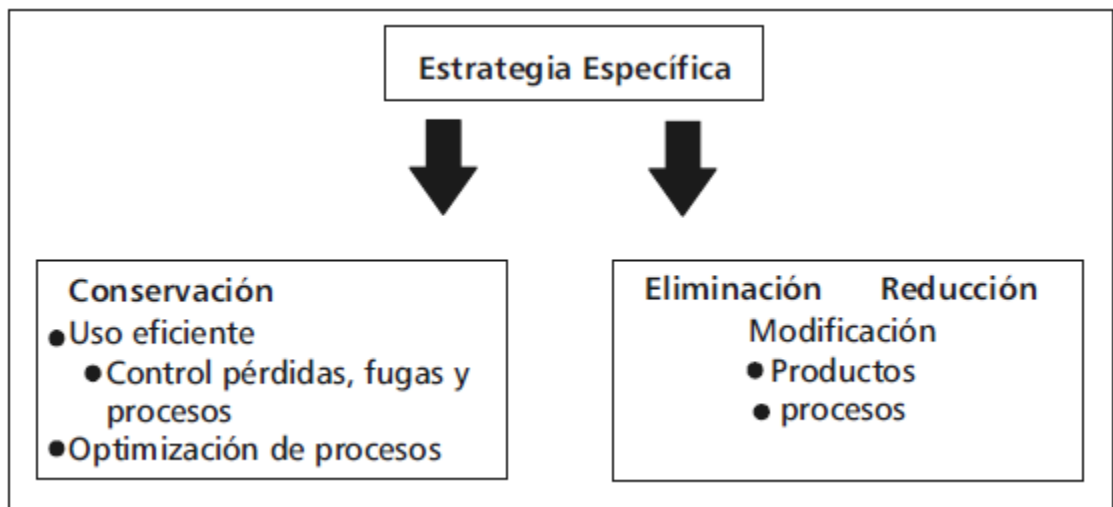 Estrategia Específica
Conservación
●Uso eficiente
●Control pérdidas, fugas y
procesos
●Optimización de procesos
Eliminación Reducción
Modificación
● Productos
● procesos